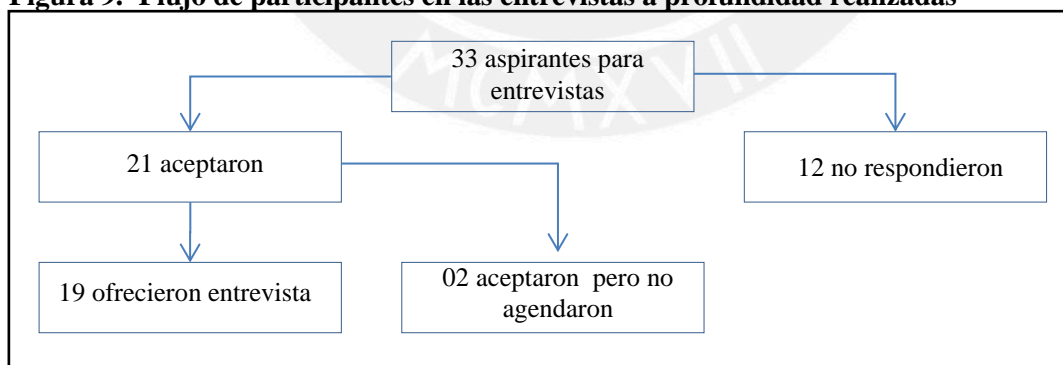 Figura 9. Flujo de participantes en las entrevistas a profundidad realizadas
33 aspirantes para
entrevistas
MCMXVII
21 aceptaron
12 no respondieron
19 ofrecieron entrevista
02 aceptaron pero no
agendaron